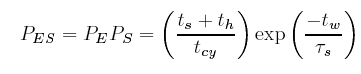 $P_{ES} = P_E P_S = \left( \frac{t_s + t_h}{t_{cy}} \right) \exp \left( \frac{-t_w}{\tau_s} \right)$